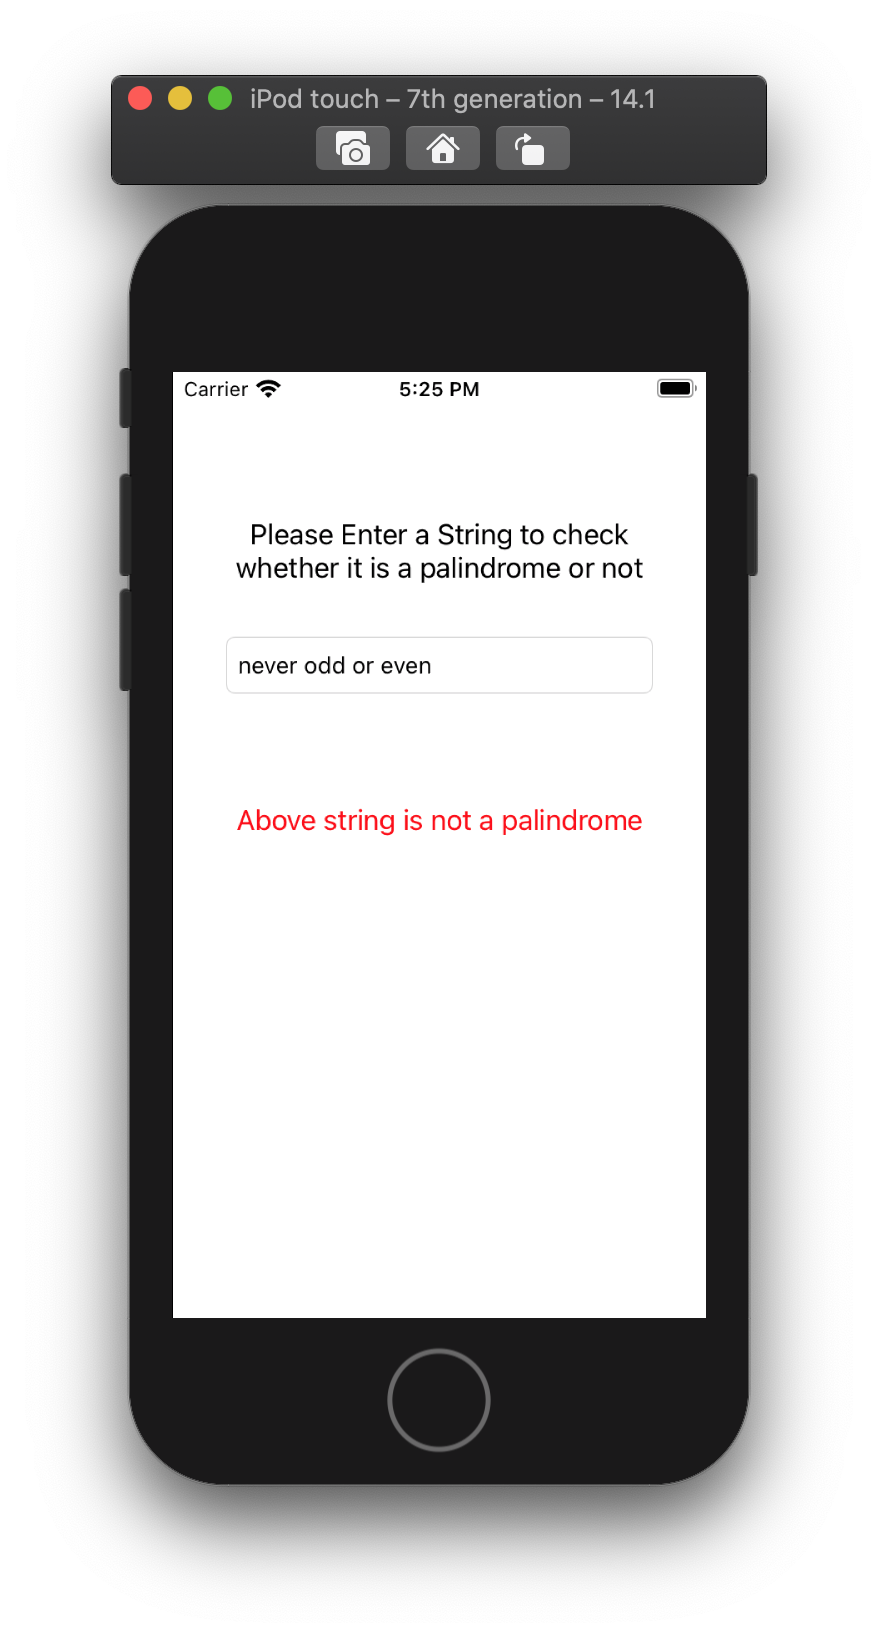 iPod touch – 7th generation – 14.1
Carrier 5:25 PM
Please Enter a String to check
whether it is a palindrome or not
never odd or even
Above string is not a palindrome